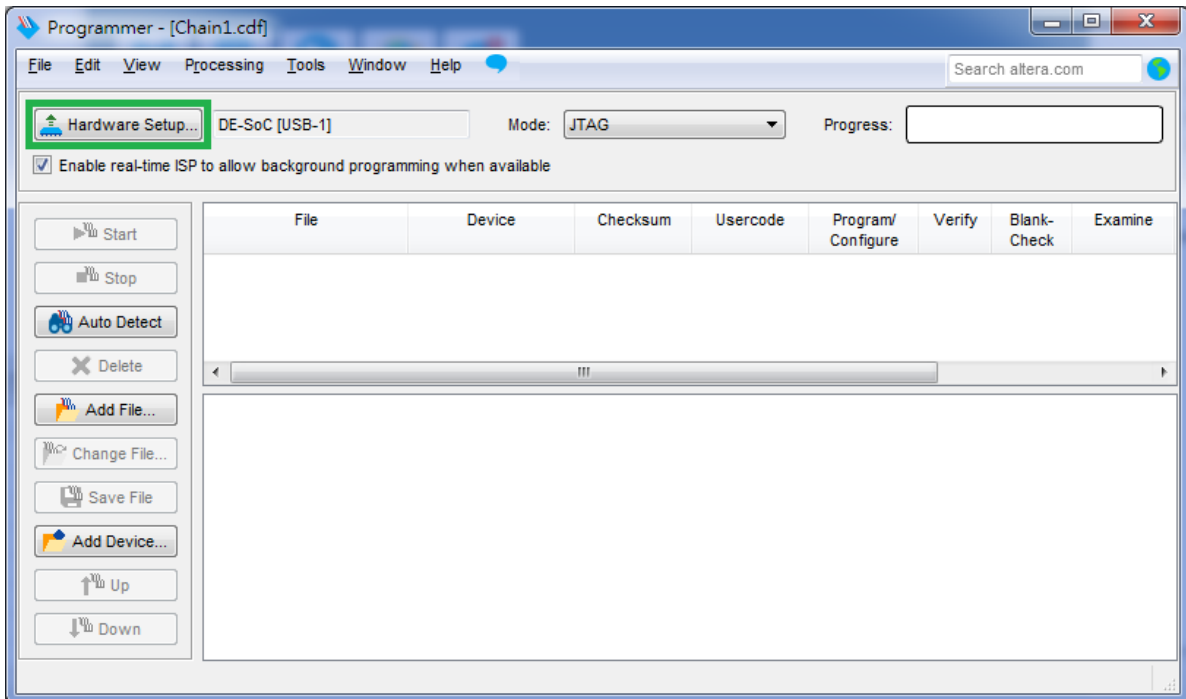 Programmer - [Chain1.cdf]
File Edit View Processing Tools Window Help
Search altera.com
Hardware Setup... DE-SoC [USB-1] Mode: JTAG Progress:
Enable real-time ISP to allow background programming when available
File Device Checksum Usercode Program/ Verify Blank- Examine
Configure Check
Start
Stop
Auto Detect
Delete
Add File...
Change File...
Save File
Add Device...
Up
Down